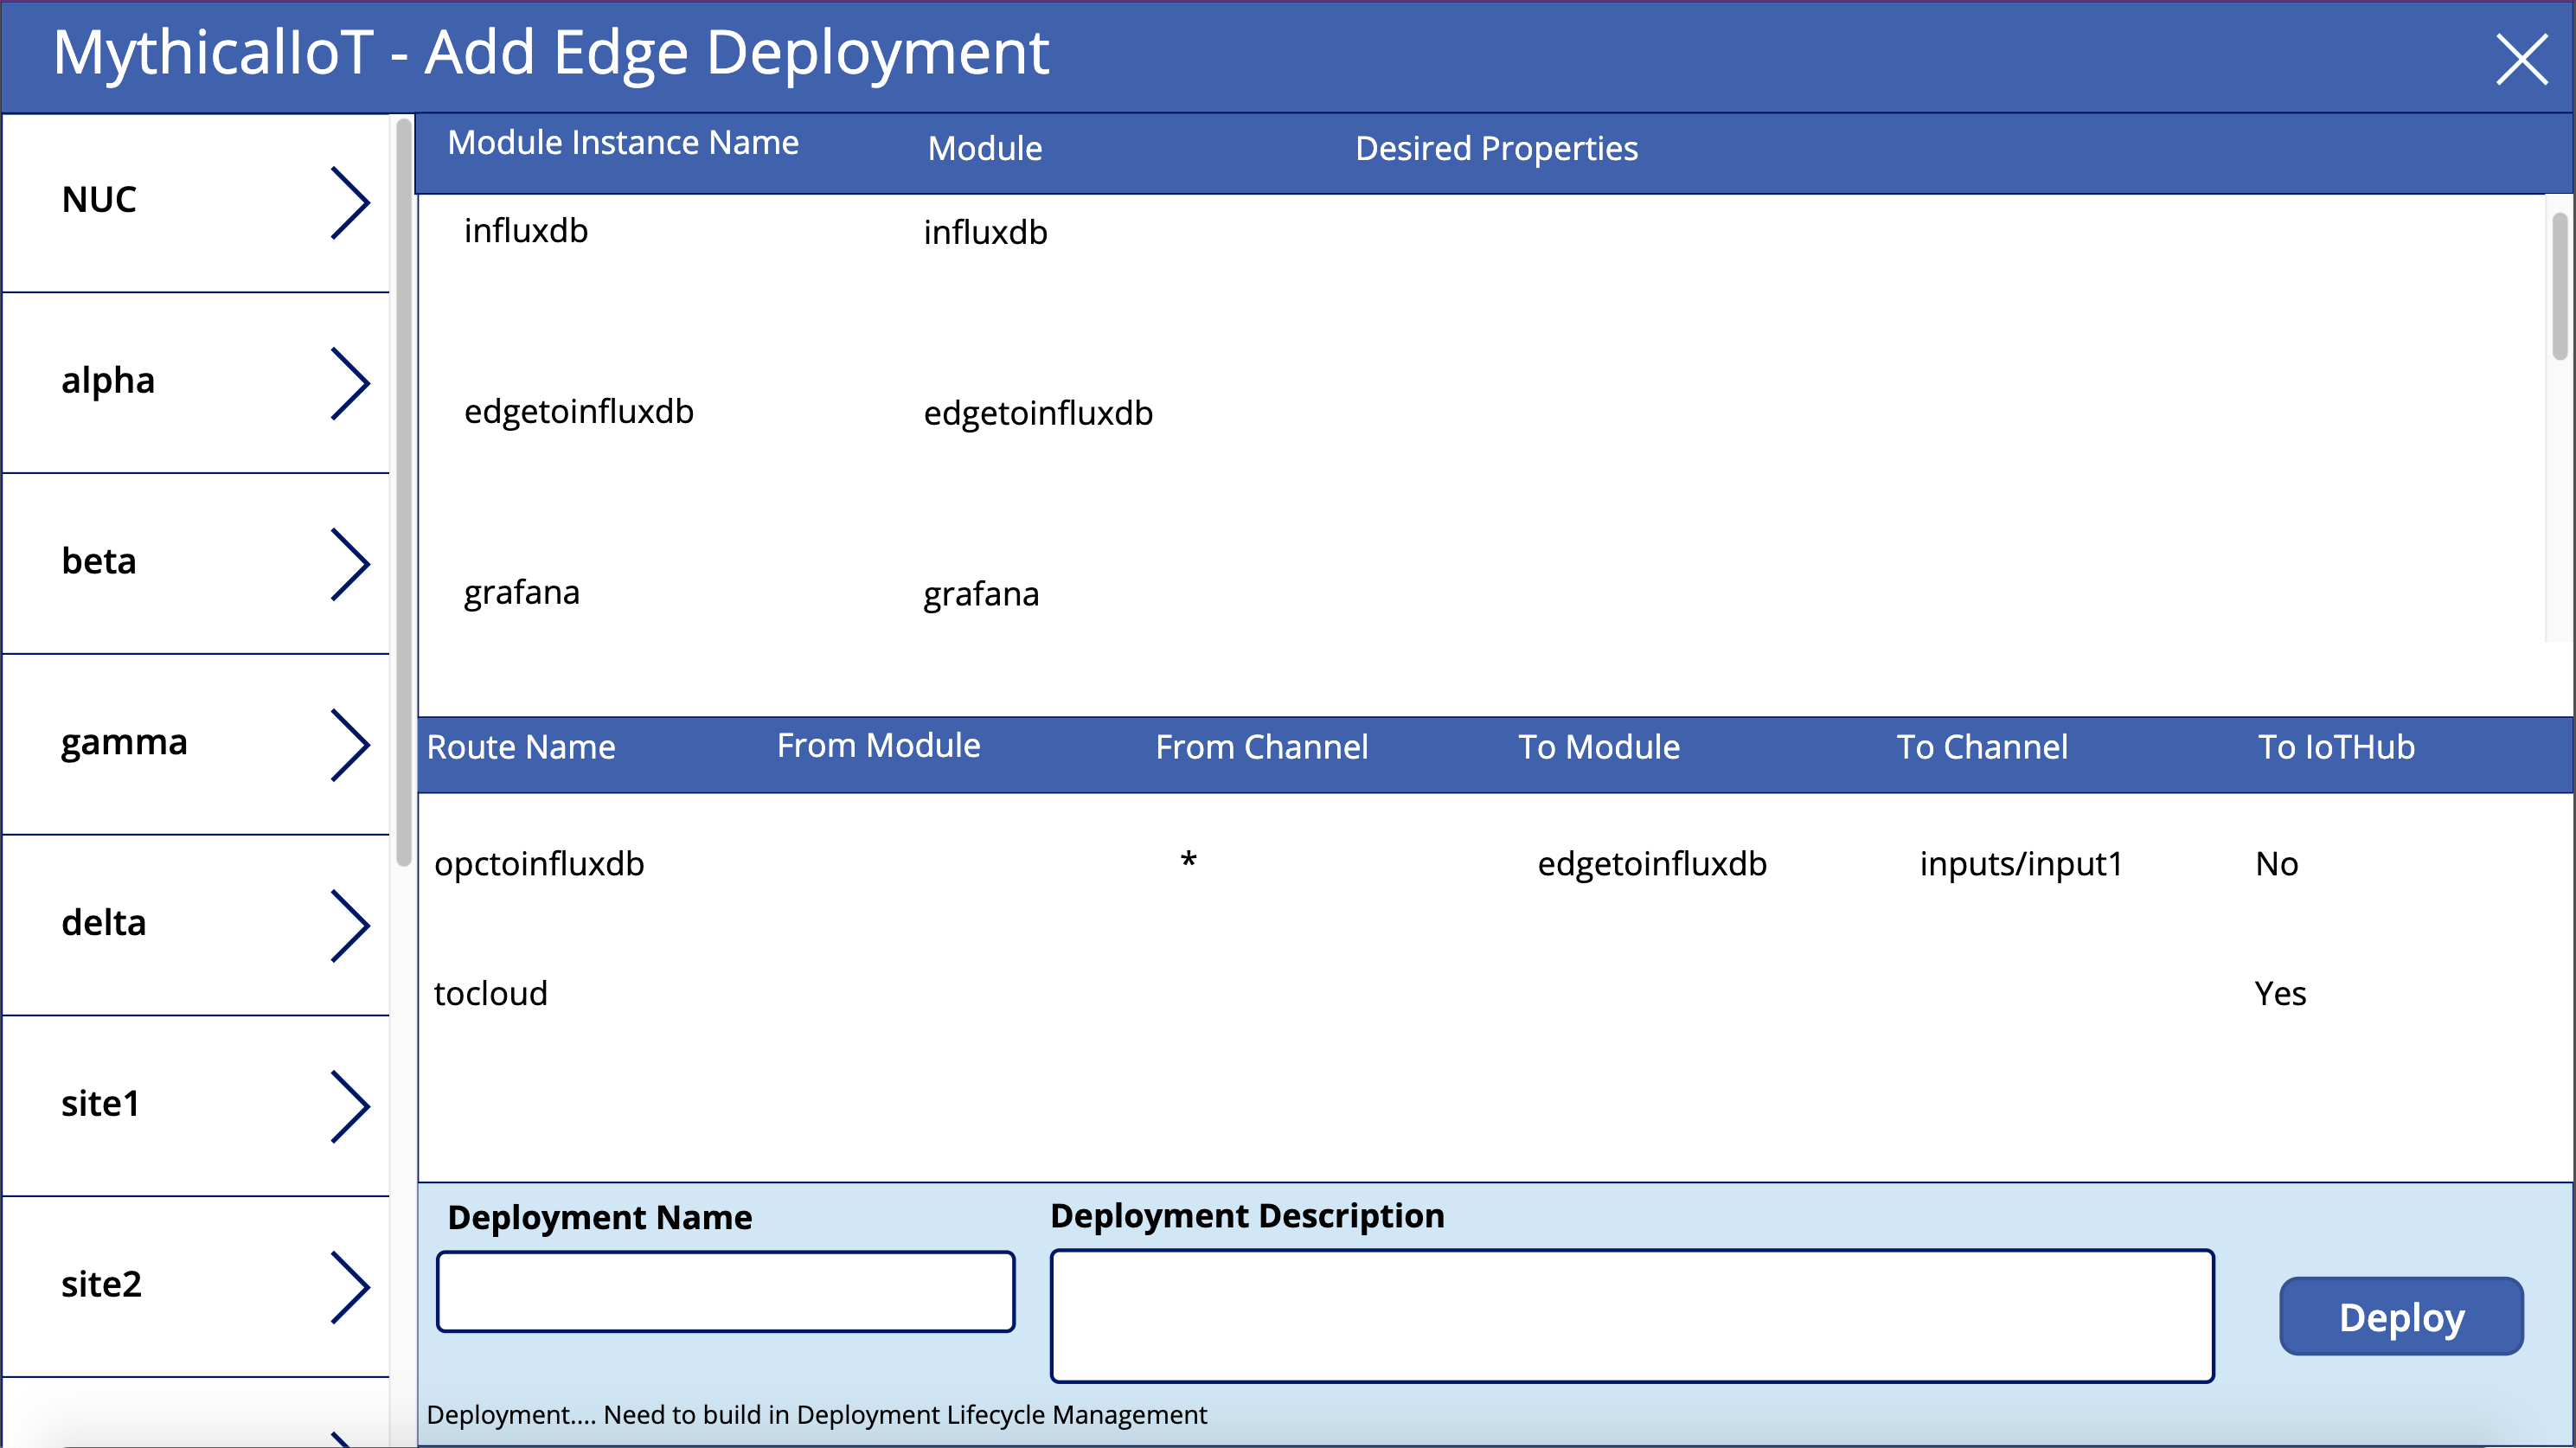 MythicalIoT - Add Edge Deployment
NUC
alpha
beta
gamma
delta
site1
site2
Module Instance Name Module Desired Properties
influxdb influxdb
edgetoinfluxdb edgetoinfluxdb
grafana grafana
Route Name From Module From Channel To Module To Channel To IoTHub
opctoinfluxdb * edgetoinfluxdb inputs/input1 No
tocloud Yes
Deployment Name Deployment Description
Deploy
Deployment.... Need to build in Deployment Lifecycle Management